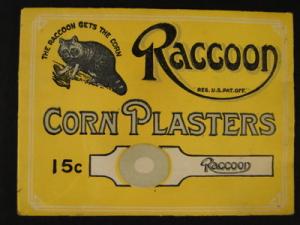 THE RACCOON GETS THE CORN
Raccoon
REG. U.S. PAT. OFF.
CORN PLASTERS
15c
Raccoon